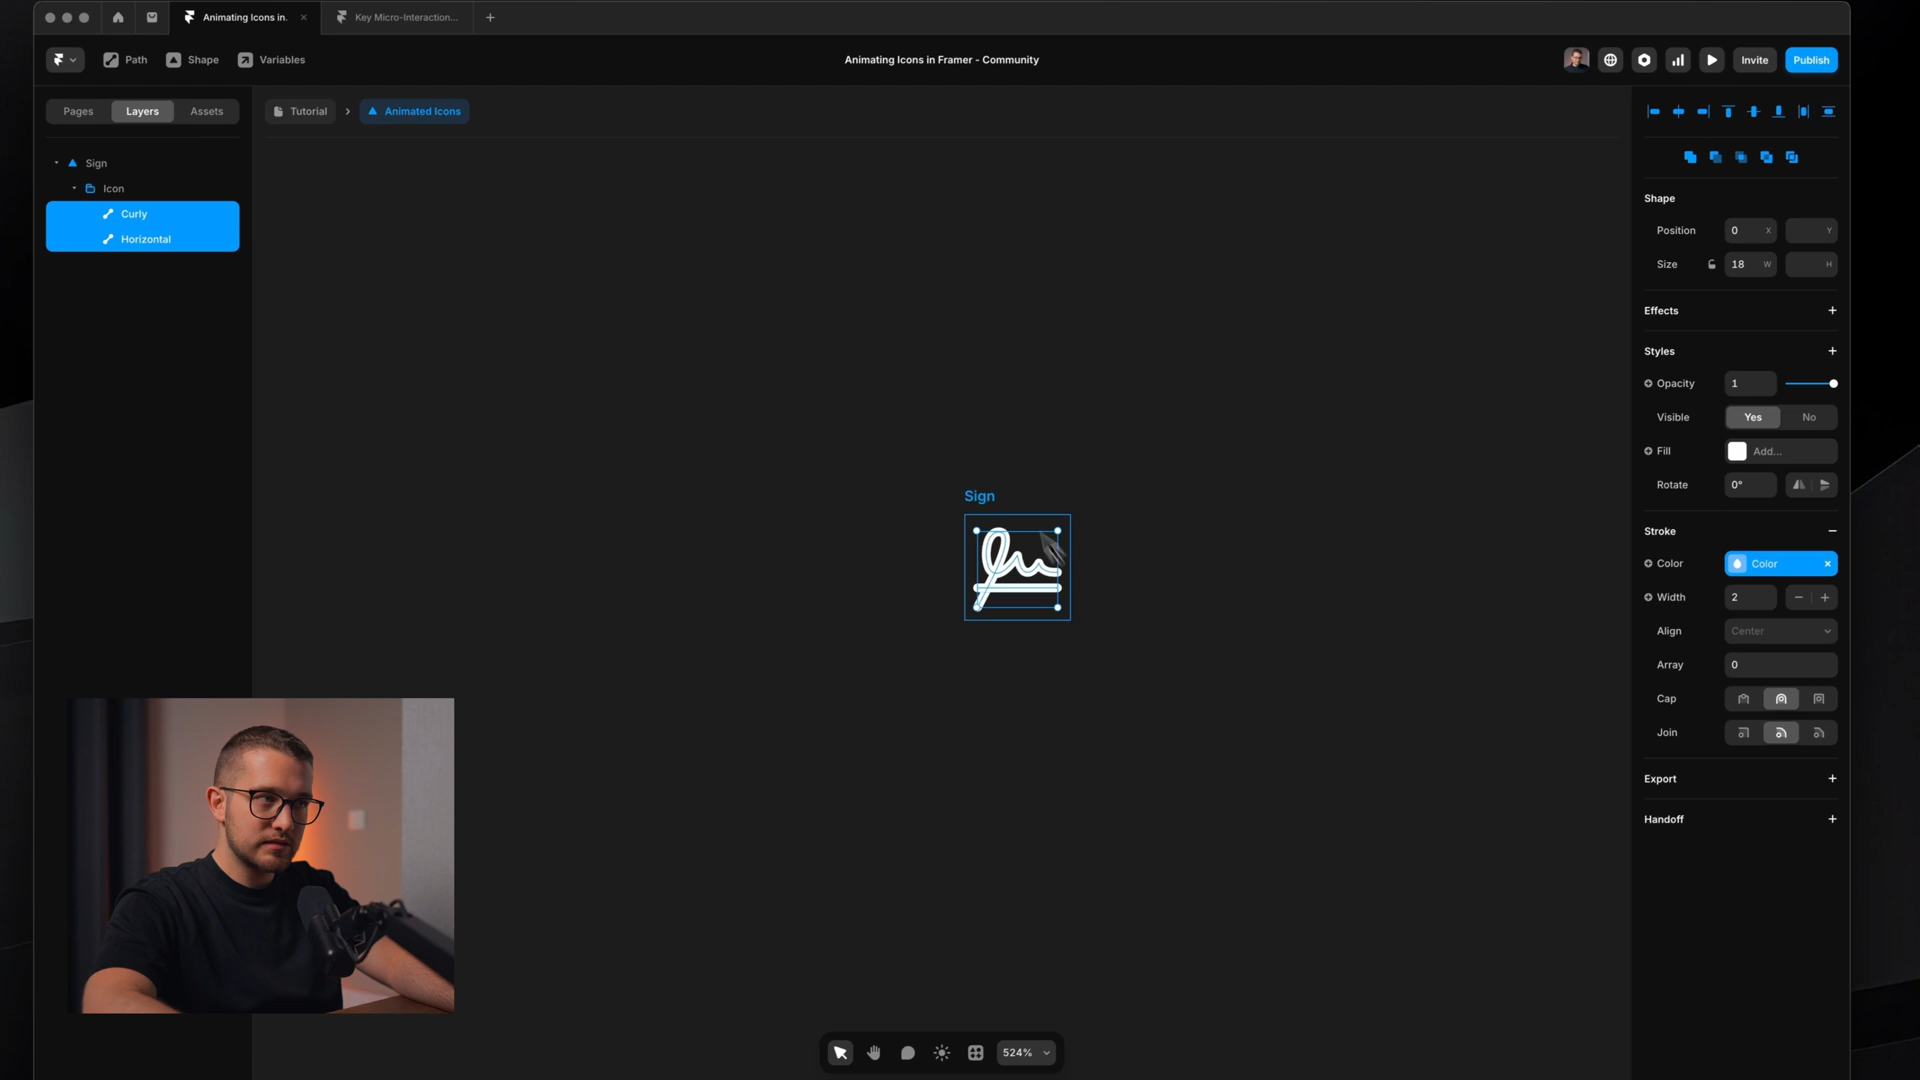 Animating Icons in.
Key Micro-Interaction...
Path
Shape
Variables
Animating Icons in Framer - Community
Invite
Publish
Pages
Layers
Assets
Tutorial
Animated Icons
Sign
Icon
Curly
Horizontal
Sign
524%
Shape
Position
0 X
Y
Size
18 W
H
Effects
Styles
Opacity
1
Visible
Yes
No
Fill
Add...
Rotate
0°
Stroke
Color
Color
Width
2
Align
Center
Array
0
Cap
Join
Export
Handoff